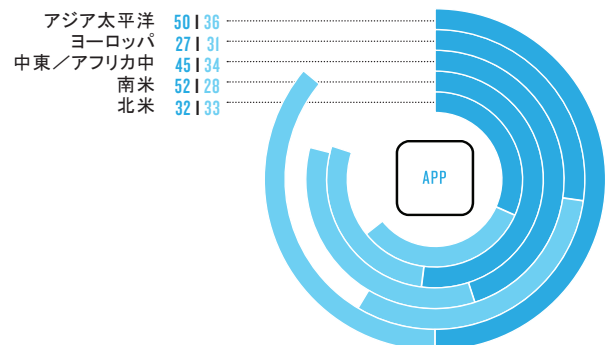 アジア太平洋 50 | 36
ヨーロッパ 27 | 31
中東／アフリカ中 45 | 34
南米 52 | 28
北米 32 | 33
APP